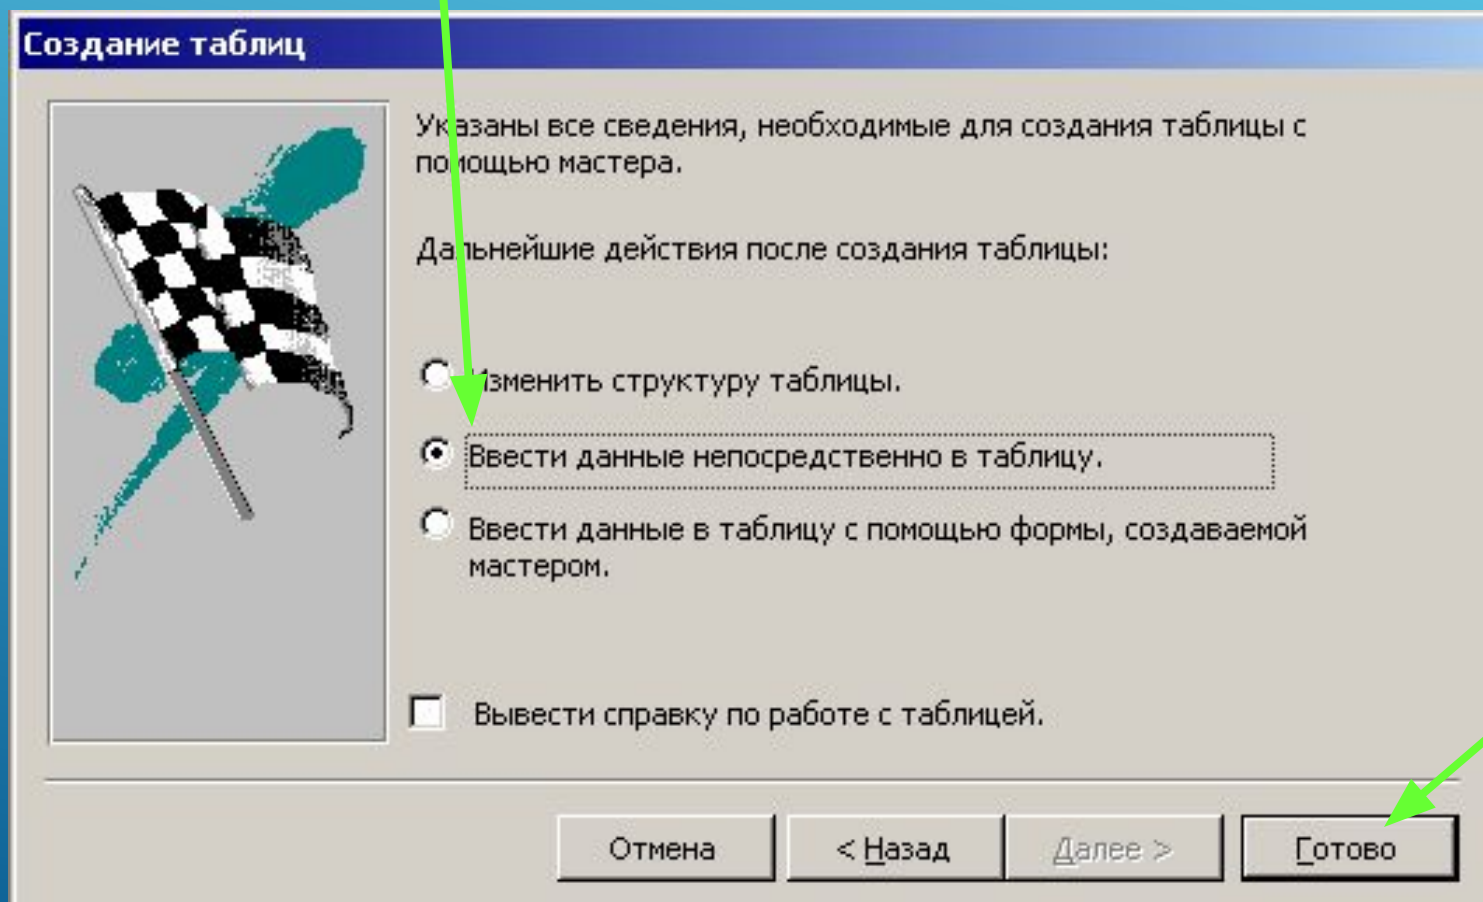 Создание таблиц
Указаны все сведения, необходимые для создания таблицы с
помощью мастера.
Дальнейшие действия после создания таблицы:
Изменить структуру таблицы.
Ввести данные непосредственно в таблицу.
Ввести данные в таблицу с помощью формы, создаваемой
мастером.
Вывести справку по работе с таблицей.
Отмена
< Назад
Далее >
Готово